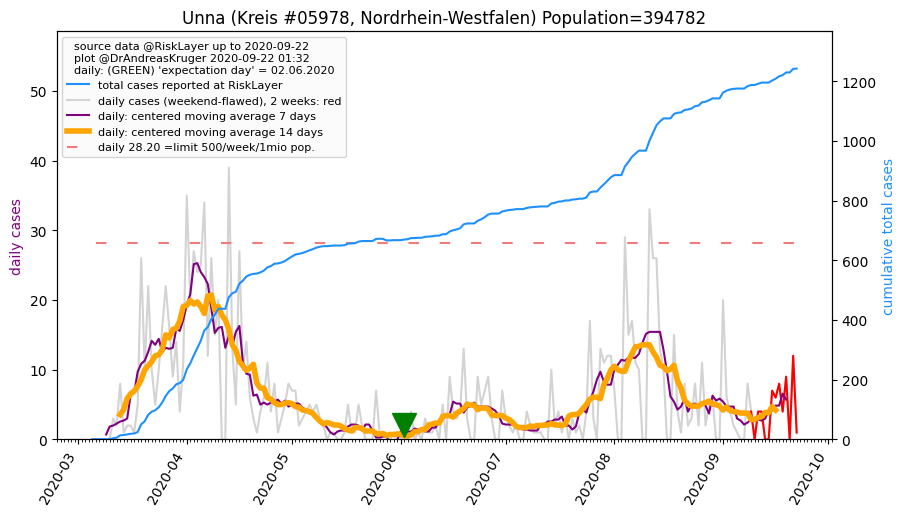 Unna (Kreis #05978, Nordrhein-Westfalen) Population=394782
source data @RiskLayer up to 2020-09-22
plot @DrAndreasKruger 2020-09-22 01:32
daily: (GREEN) 'expectation day' = 02.06.2020
total cases reported at RiskLayer
daily cases (weekend-flawed), 2 weeks: red
daily: centered moving average 7 days
daily: centered moving average 14 days
daily 28.20 =limit 500/week/1mio pop.
daily cases
50
40
30
20
10
0
cumulative total cases
1200
1000
800
600
400
200
0
2020-03
2020-04
2020-05
2020-06
2020-07
2020-08
2020-09
2020-10